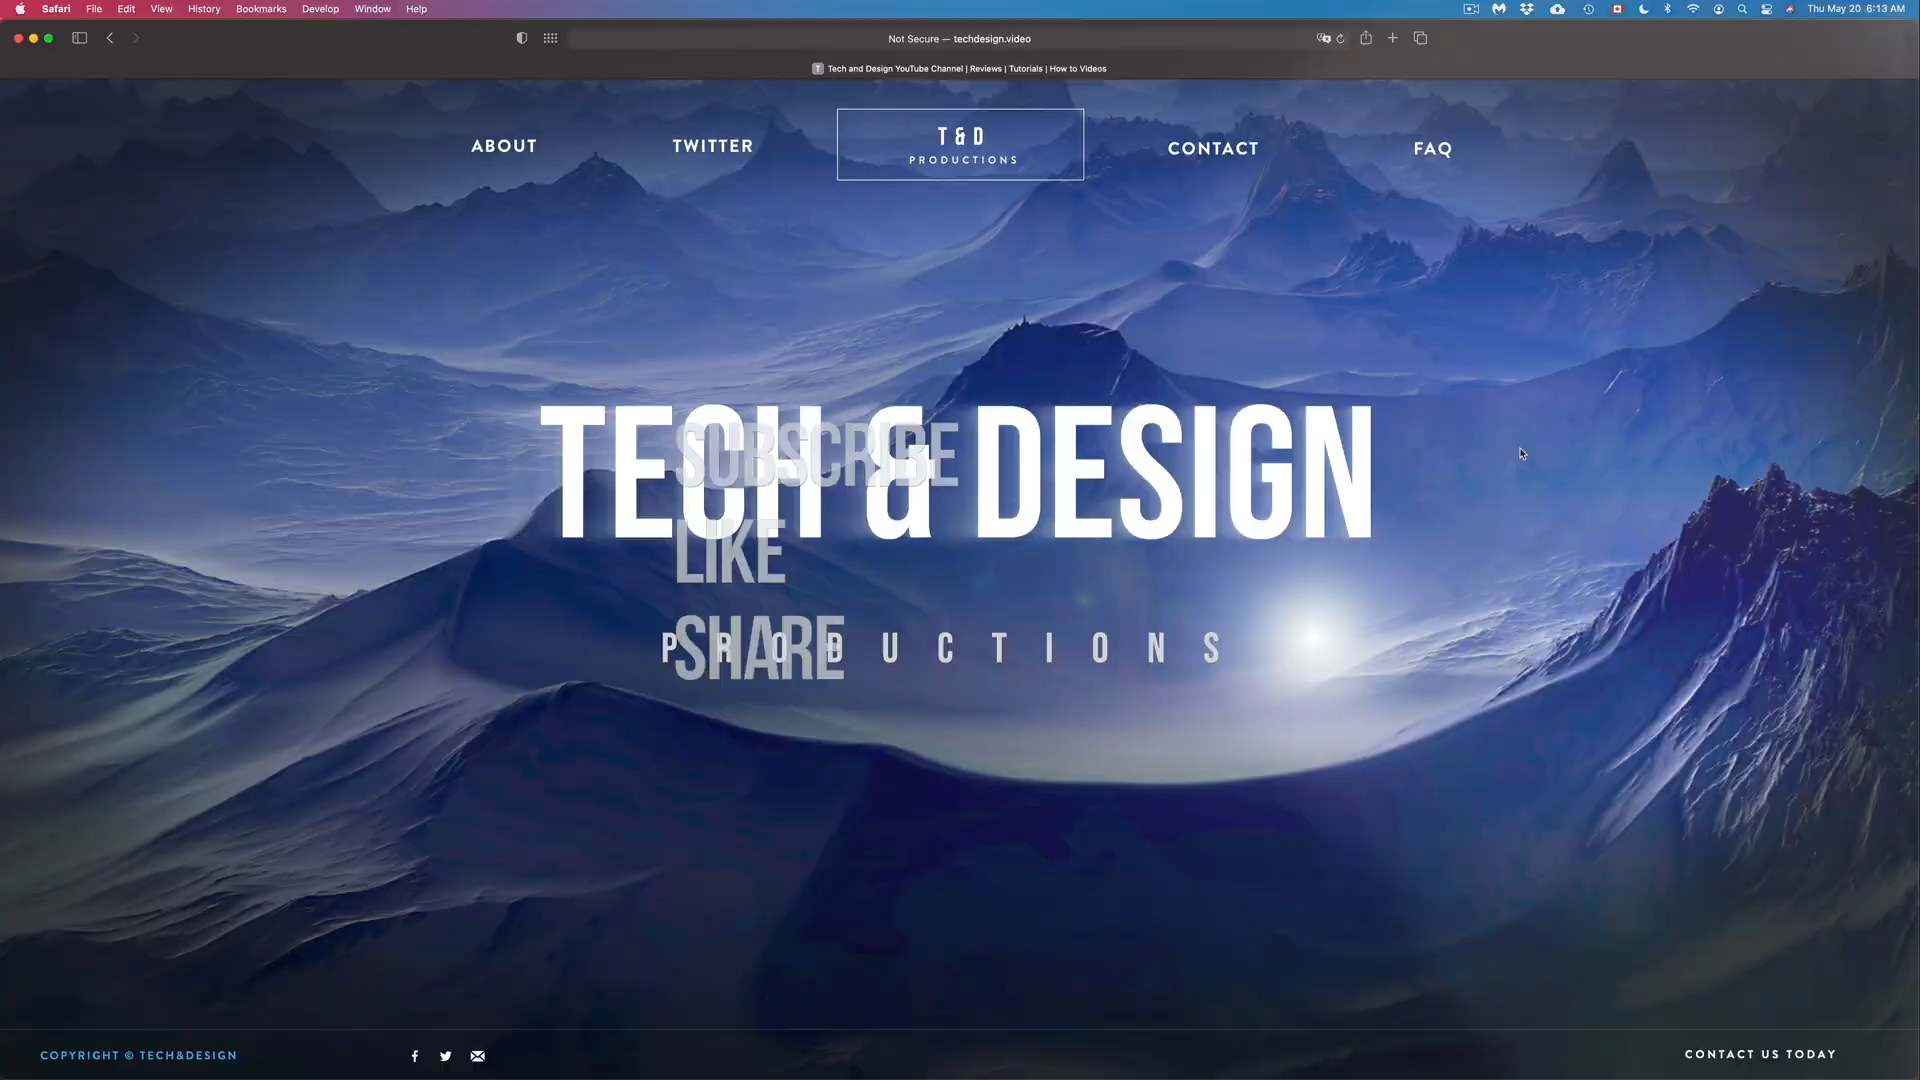 Safari File Edit View History Bookmarks Develop Window Help Thu May 20 6:13 AM
Not Secure — techdesign.video
T Tech and Design YouTube Channel | Reviews | Tutorials | How to Videos
ABOUT TWITTER T & D CONTACT FAQ
PRODUCTIONS
TECH & DESIGN
SUBSCRIBE
LIKE
SHARE
PRODUCTIONS
COPYRIGHT © TECH&DESIGN CONTACT US TODAY